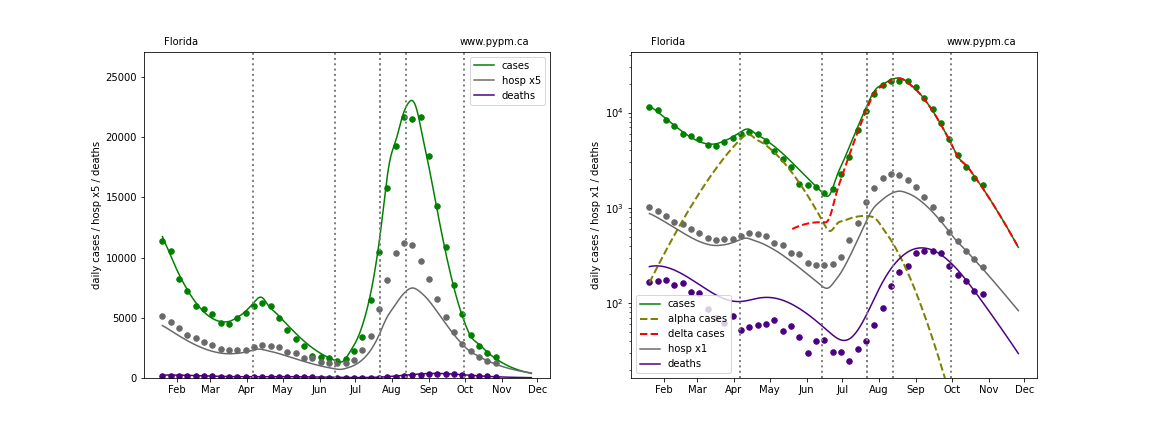 Florida
www.pypm.ca
daily cases / hosp x5 / deaths
25000
20000
15000
10000
5000
0
cases
hosp x5
deaths
Feb
Mar
Apr
May
Jun
Jul
Aug
Sep
Oct
Nov
Dec
Florida
www.pypm.ca
daily cases / hosp x1 / deaths
10⁴
10³
10²
cases
alpha cases
delta cases
hosp x1
deaths
Feb
Mar
Apr
May
Jun
Jul
Aug
Sep
Oct
Nov
Dec